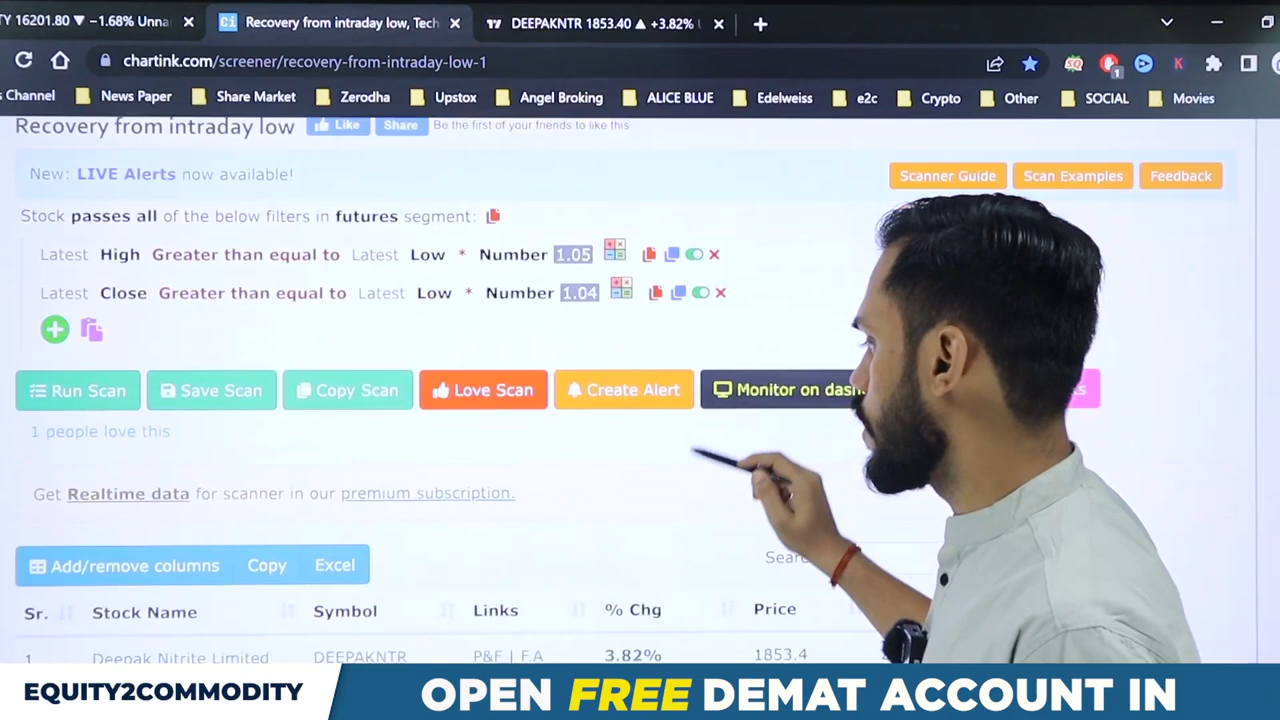 TY 16201.80 ▼ −1.68% Unna
Recovery from intraday low, Tech
DEEPAKNTR 1853.40 ▲ +3.82%
chartink.com/screener/recovery-from-intraday-low-1
1
s Channel News Paper Share Market Zerodha Upstox Angel Broking ALICE BLUE Edelweiss e2c Crypto Other SOCIAL Movies
Recovery from intraday low Like Share Be the first of your friends to like this
New: LIVE Alerts now available!
Scanner Guide Scan Examples Feedback
Stock passes all of the below filters in futures segment:
Latest High Greater than equal to Latest Low * Number 1.05
Latest Close Greater than equal to Latest Low * Number 1.04
Run Scan Save Scan Copy Scan Love Scan Create Alert Monitor on dash
1 people love this
Get Realtime data for scanner in our premium subscription.
Add/remove columns Copy Excel
Sear
Sr. Stock Name Symbol Links % Chg Price
1 Deepak Nitrite Limited DEEPAKNTR P&F | F.A 3.82% 1853.4
EQUITY2COMMODITY
OPEN FREE DEMAT ACCOUNT IN